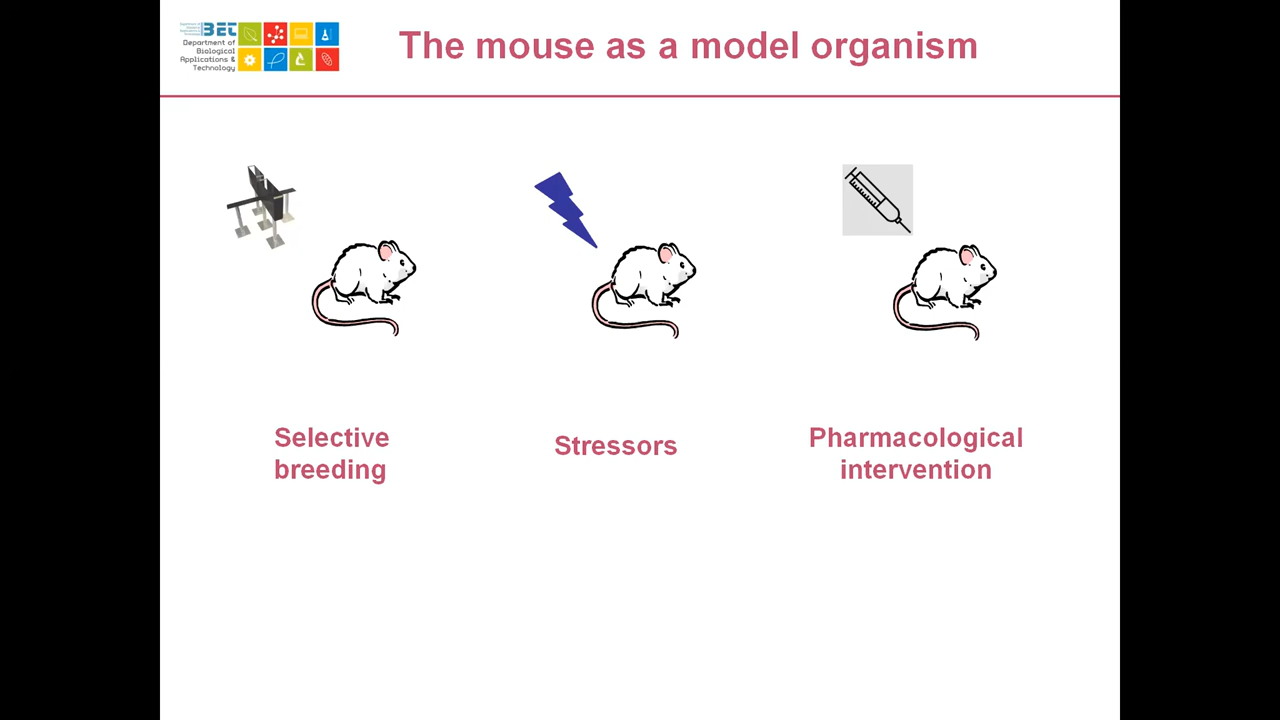 BET
Department of
Biological
Applications &
Technology
The mouse as a model organism
Selective
breeding
Stressors
Pharmacological
intervention